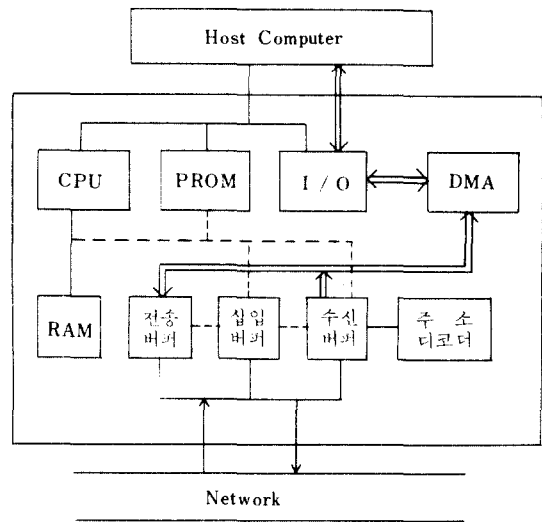 Host Computer
CPU
PROM
I / O
DMA
RAM
전송
버퍼
삽입
버퍼
수신
버퍼
주 소
디코더
Network